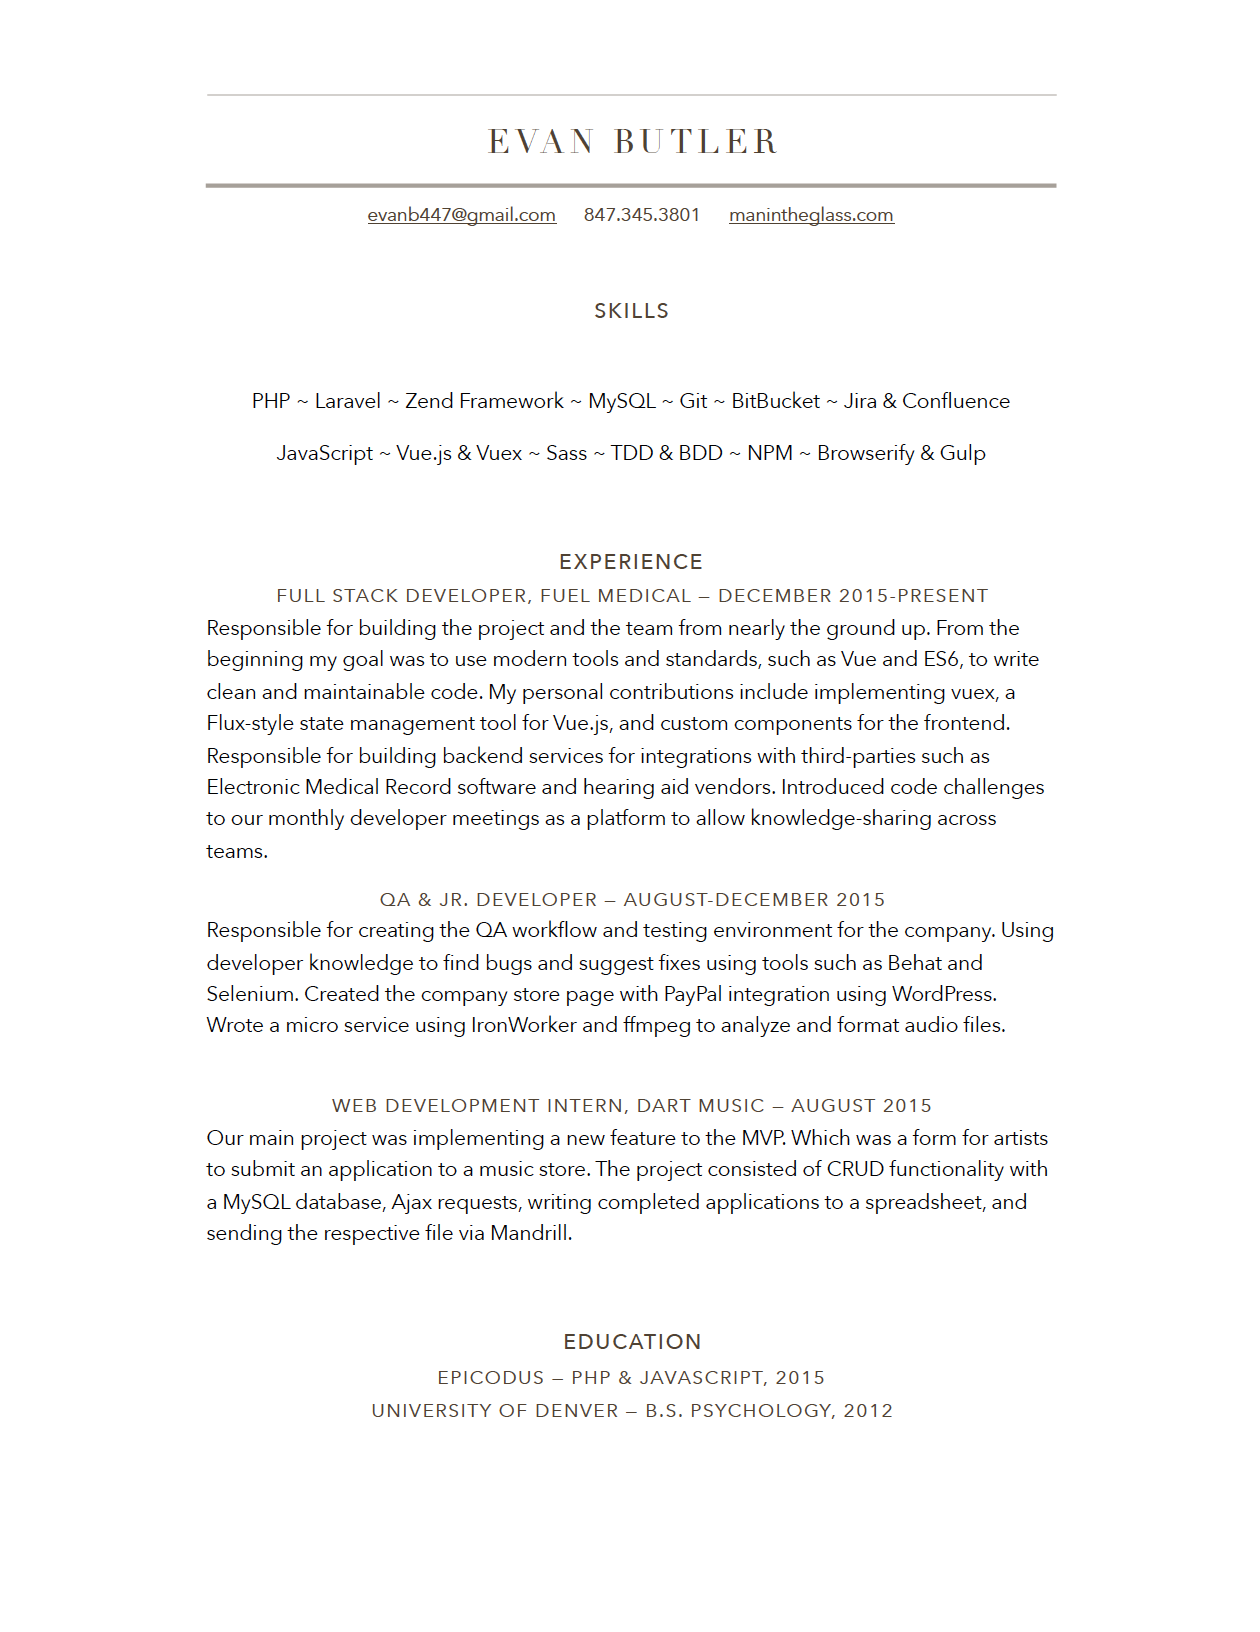 EVAN BUTLER
evanb447@gmail.com 847.345.3801 manintheglass.com
SKILLS
PHP ~ Laravel ~ Zend Framework ~ MySQL ~ Git ~ BitBucket ~ Jira & Confluence
JavaScript ~ Vue.js & Vuex ~ Sass ~ TDD & BDD ~ NPM ~ Browserify & Gulp
EXPERIENCE
FULL STACK DEVELOPER, FUEL MEDICAL – DECEMBER 2015-PRESENT
Responsible for building the project and the team from nearly the ground up. From the
beginning my goal was to use modern tools and standards, such as Vue and ES6, to write
clean and maintainable code. My personal contributions include implementing vuex, a
Flux-style state management tool for Vue.js, and custom components for the frontend.
Responsible for building backend services for integrations with third-parties such as
Electronic Medical Record software and hearing aid vendors. Introduced code challenges
to our monthly developer meetings as a platform to allow knowledge-sharing across
teams.
QA & JR. DEVELOPER – AUGUST-DECEMBER 2015
Responsible for creating the QA workflow and testing environment for the company. Using
developer knowledge to find bugs and suggest fixes using tools such as Behat and
Selenium. Created the company store page with PayPal integration using WordPress.
Wrote a micro service using IronWorker and ffmpeg to analyze and format audio files.
WEB DEVELOPMENT INTERN, DART MUSIC – AUGUST 2015
Our main project was implementing a new feature to the MVP. Which was a form for artists
to submit an application to a music store. The project consisted of CRUD functionality with
a MySQL database, Ajax requests, writing completed applications to a spreadsheet, and
sending the respective file via Mandrill.
EDUCATION
EPICODUS – PHP & JAVASCRIPT, 2015
UNIVERSITY OF DENVER – B.S. PSYCHOLOGY, 2012